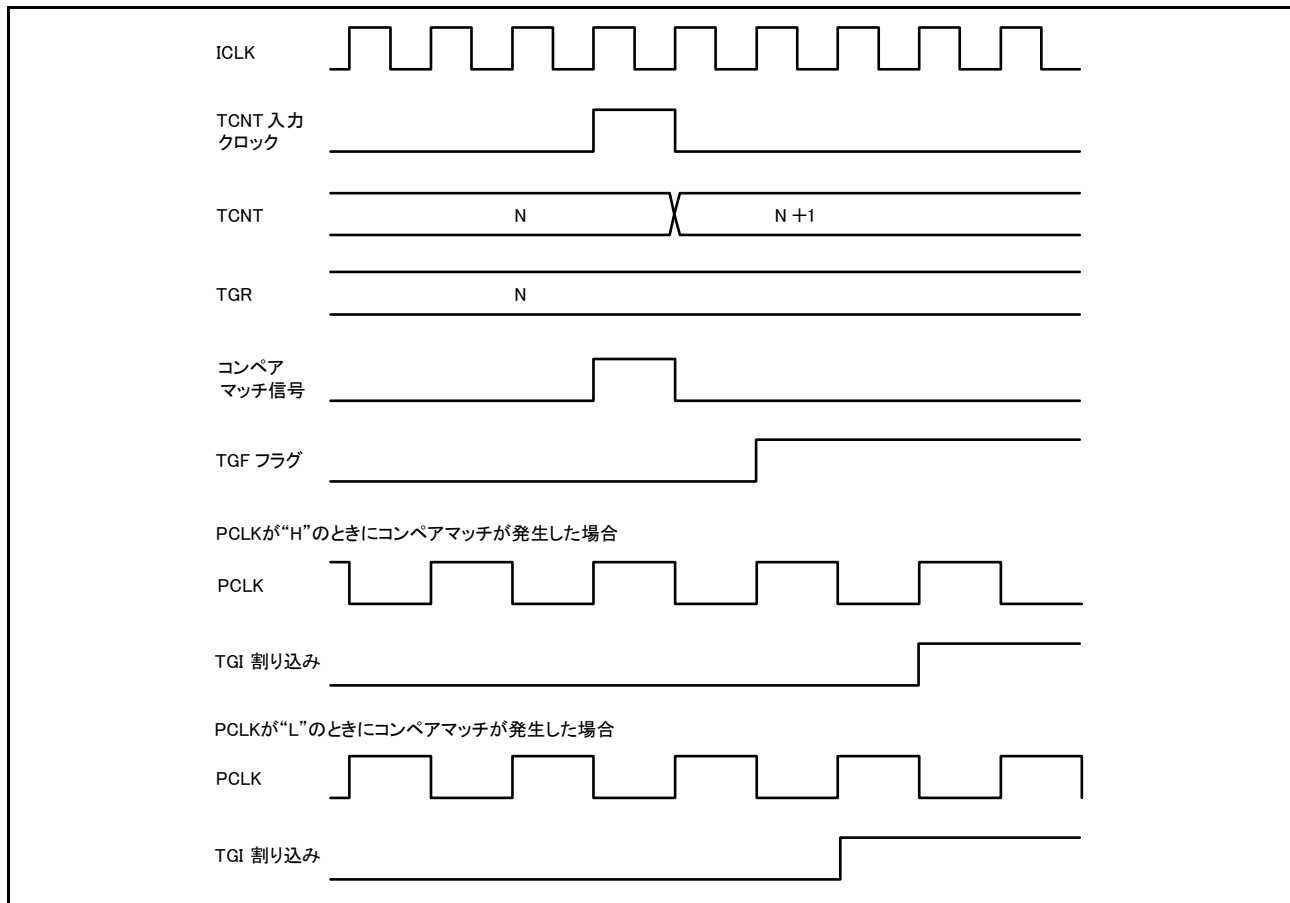 ICLK
TCNT 入力
クロック
TCNT
N
N +1
TGR
N
コンペア
マッチ信号
TGF フラグ
PCLKが“H”のときにコンペアマッチが発生した場合
PCLK
TGI 割り込み
PCLKが“L”のときにコンペアマッチが発生した場合
PCLK
TGI 割り込み